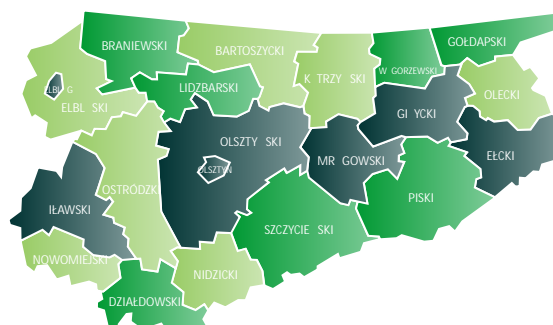 BRANIEWSKI
BARTOSZYCKI
GOŁDAPSKI
K TRZY SKI
W GORZEWSKI
LIDZBARSKI
ELBL G
ELBL SKI
OLECKI
GI YCKI
OLSZTY SKI
MR GOWSKI
EŁCKI
OLSZTYN
OSTRÓDZK
IŁAWSKI
PISKI
SZCZYCIE SKI
NOWOMIEJSKI
NIDZICKI
DZIAŁDOWSKI